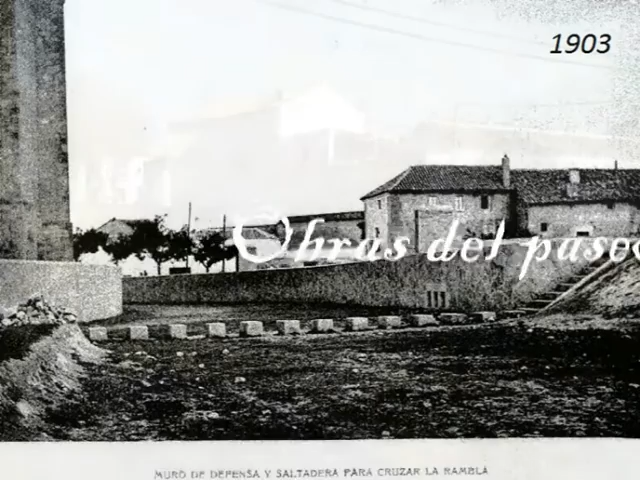 1903
Obras del paseo
MURO DE DEFENSA Y SALTADERA PARA CRUZAR LA RAMBLA